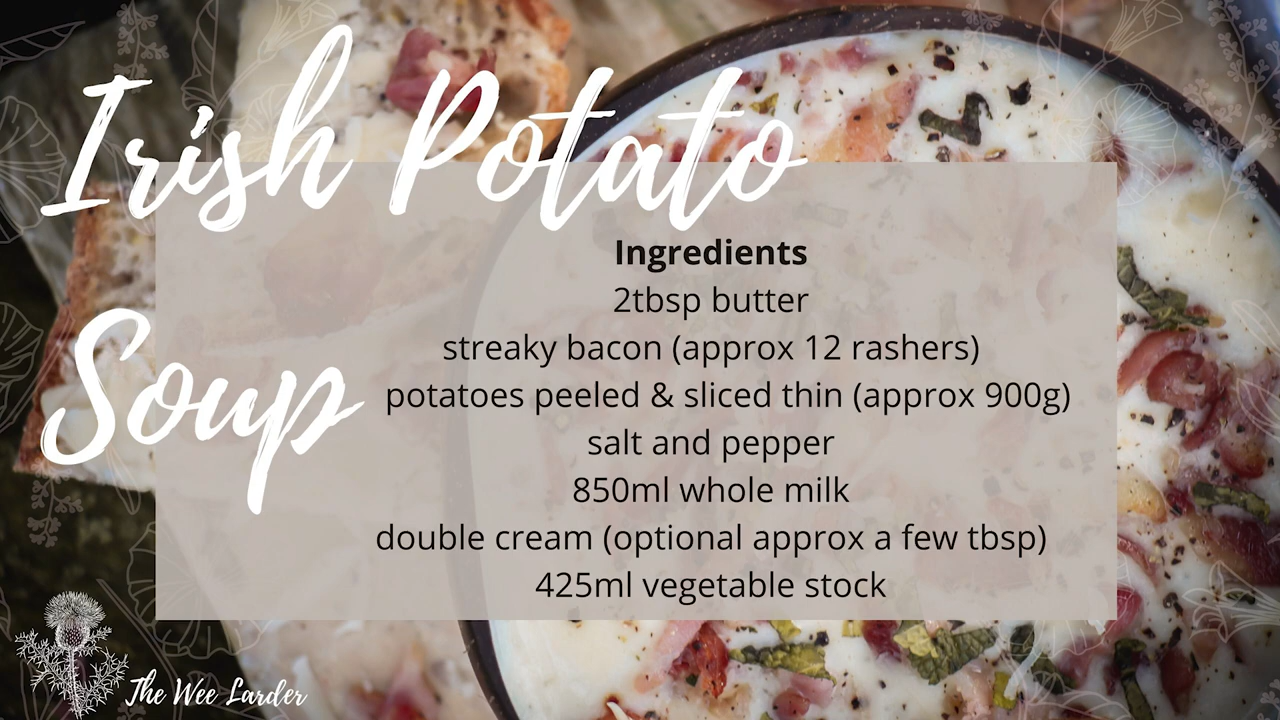 Irish Potato
Soup
Ingredients
2tbsp butter
streaky bacon (approx 12 rashers)
potatoes peeled & sliced thin (approx 900g)
salt and pepper
850ml whole milk
double cream (optional approx a few tbsp)
425ml vegetable stock
The Wee Larder